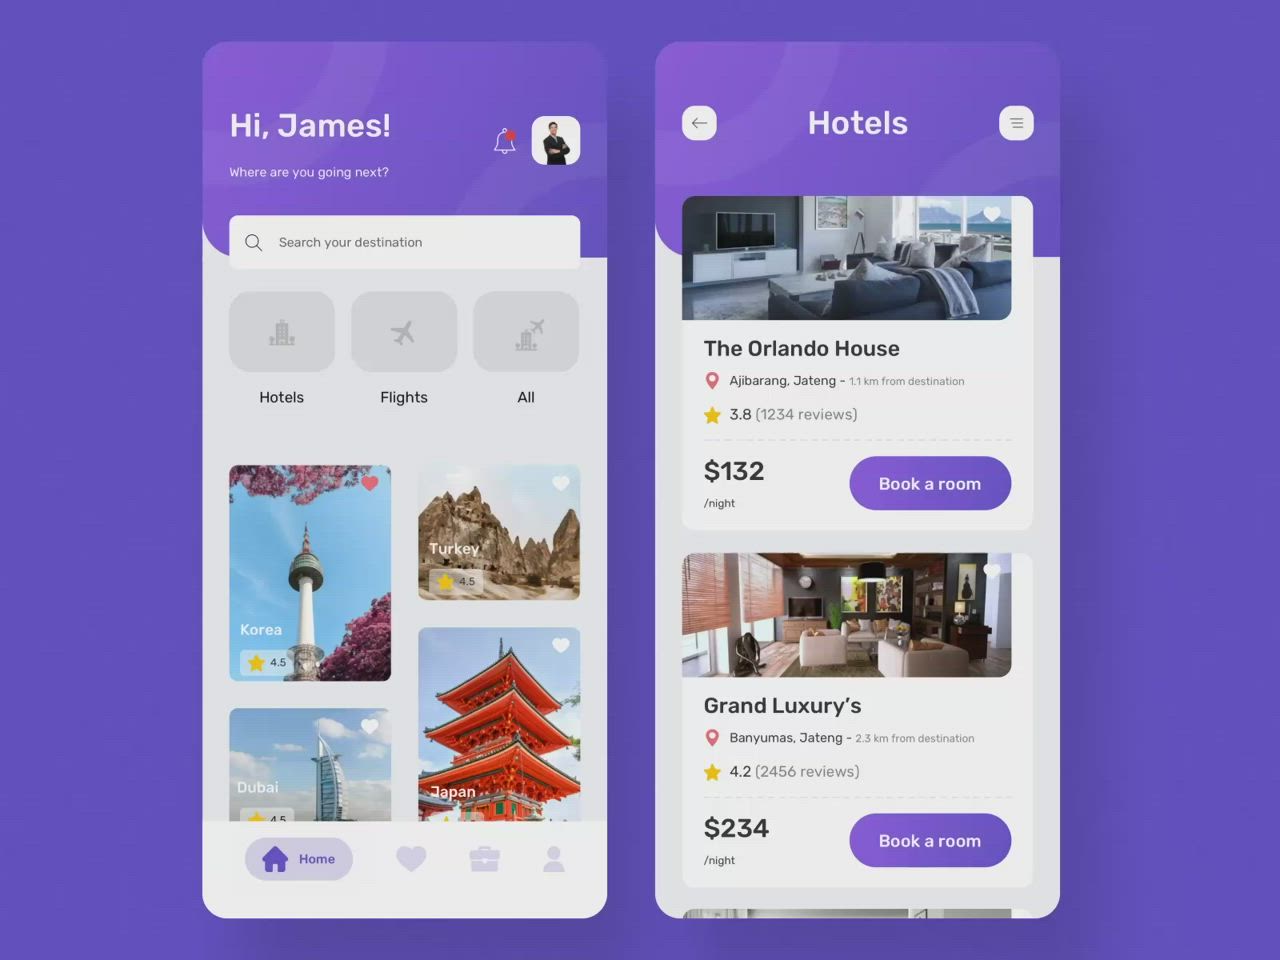 Hi, James!
Where are you going next?
Search your destination
Hotels
Flights
All
Korea
4.5
Turkey
4.5
Dubai
4.5
Japan
Home
Hotels
The Orlando House
Ajibarang, Jateng - 1.1 km from destination
3.8 (1234 reviews)
$132
/night
Book a room
Grand Luxury’s
Banyumas, Jateng - 2.3 km from destination
4.2 (2456 reviews)
$234
/night
Book a room